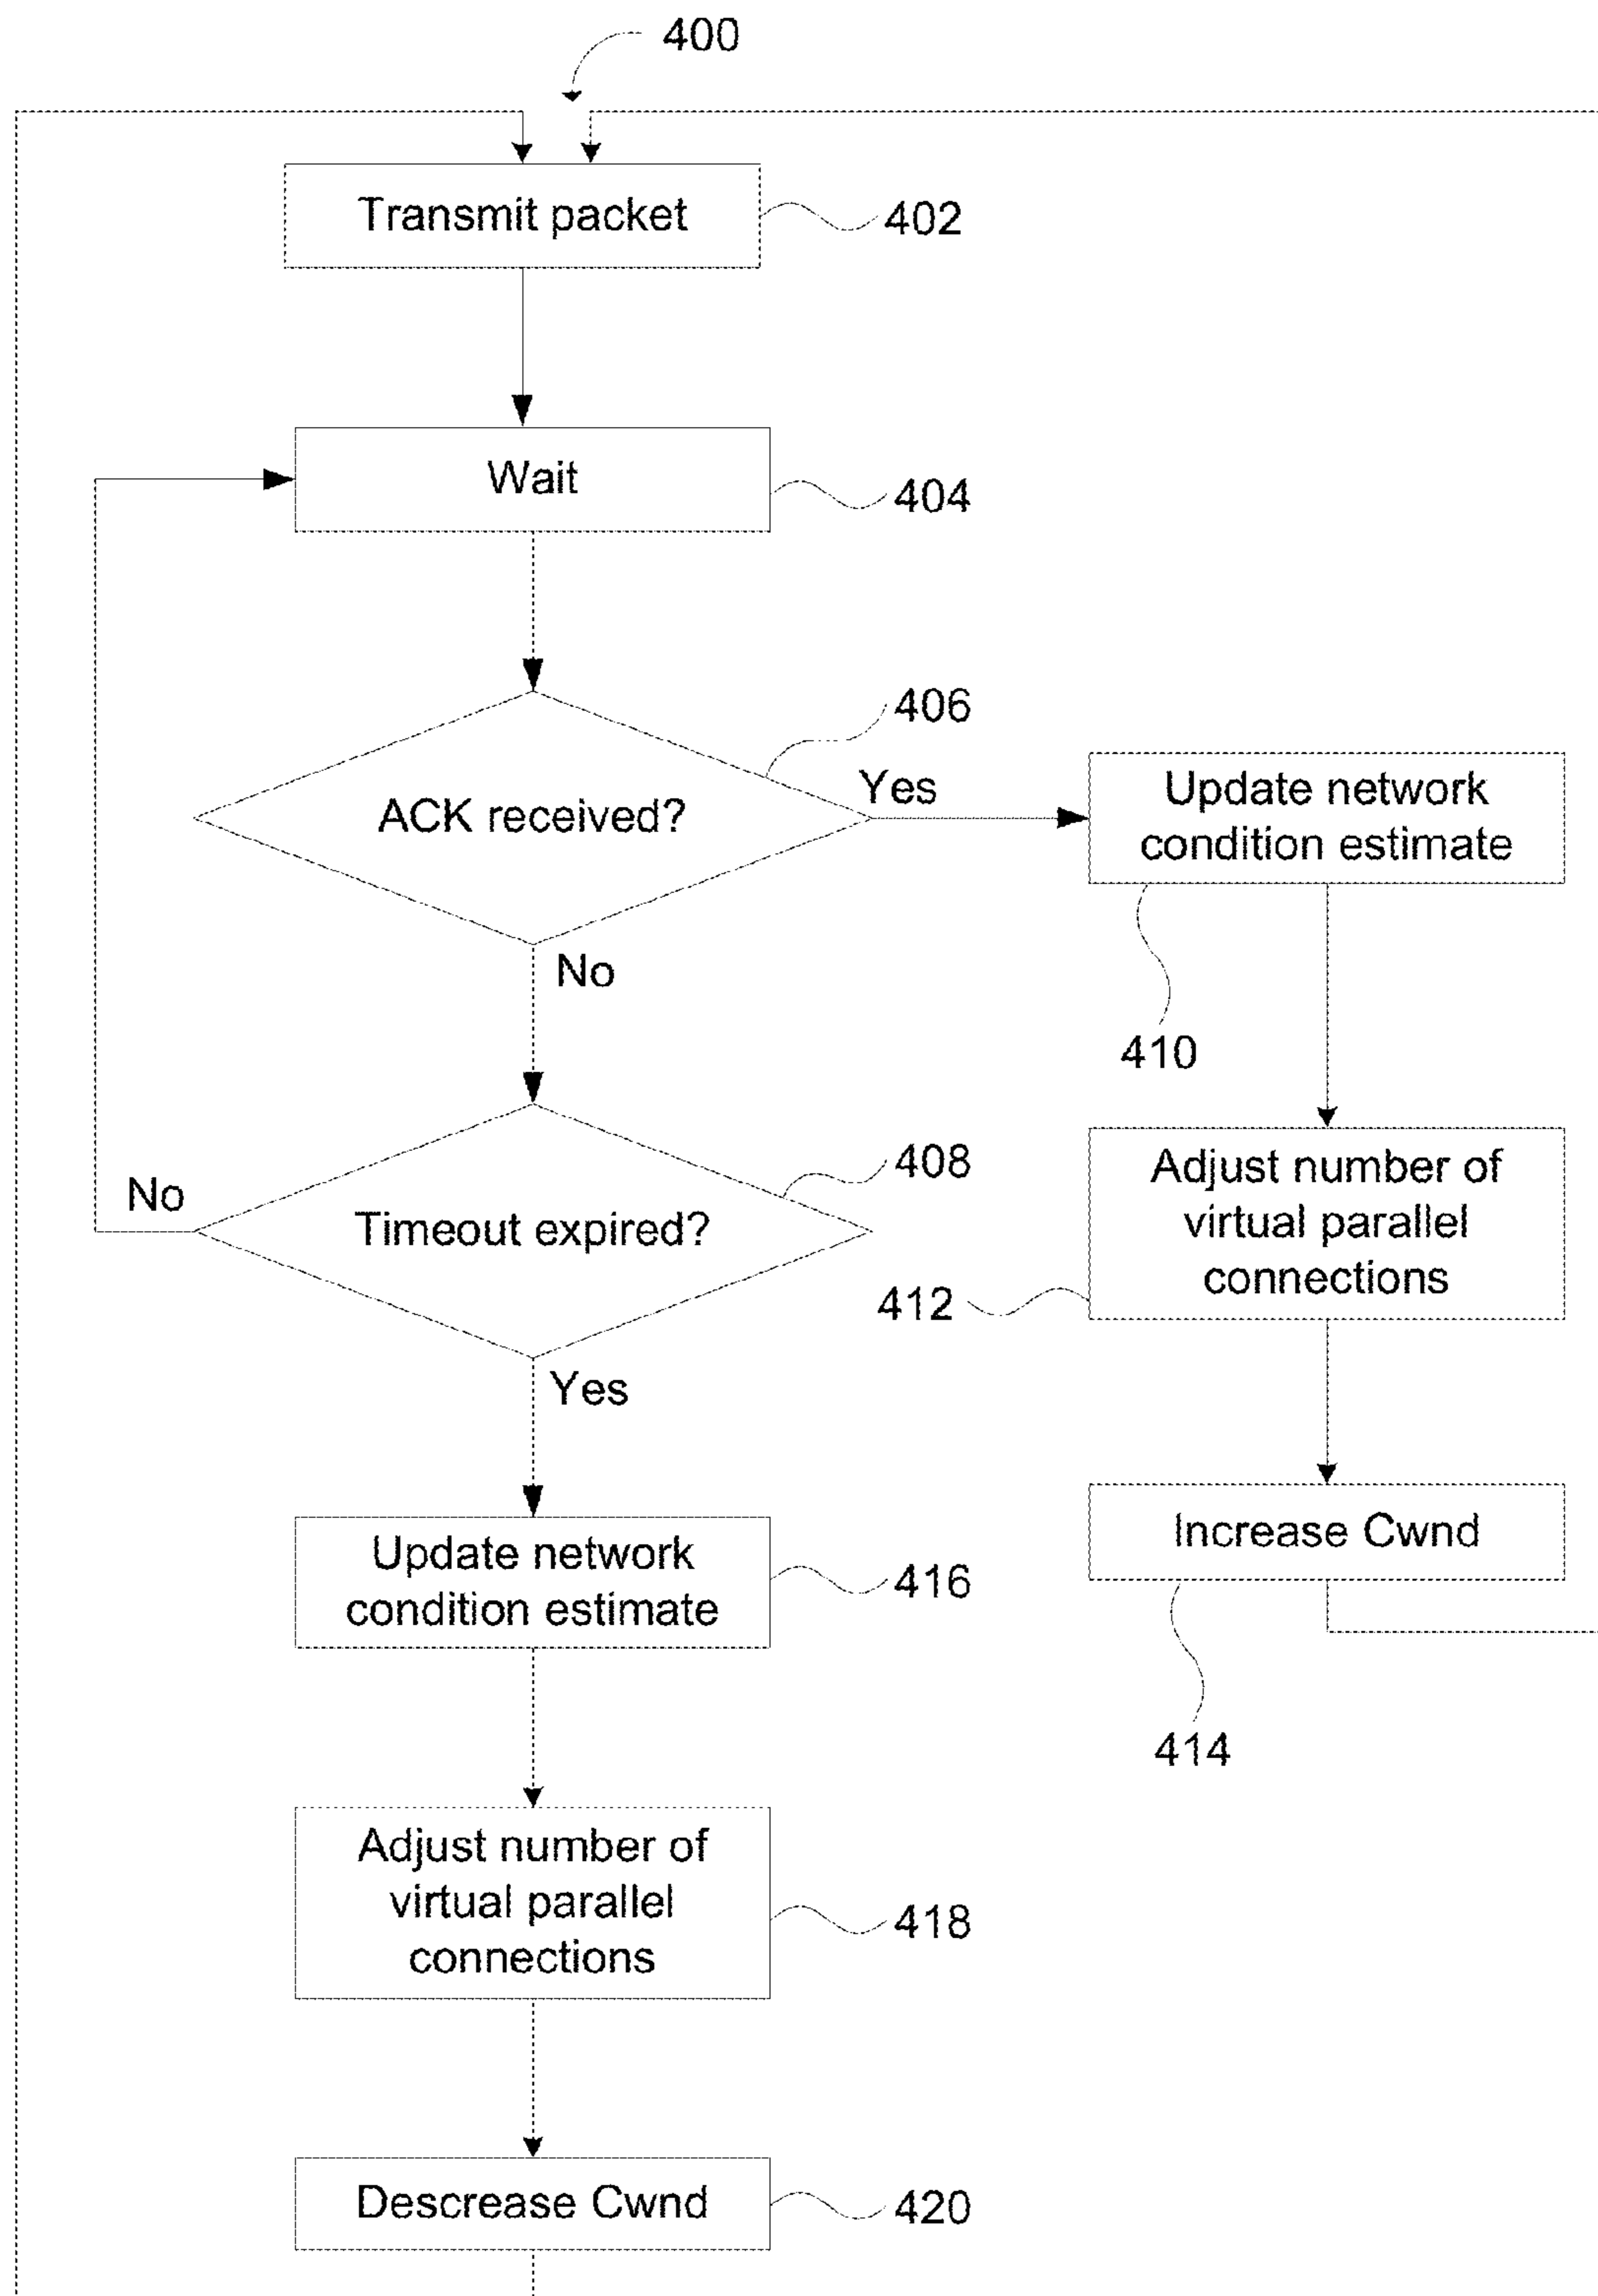 400
Transmit packet
402
Wait
404
406
ACK received?
Yes
Update network
condition estimate
No
410
408
No
Timeout expired?
Adjust number of
virtual parallel
connections
412
Yes
Update network
condition estimate
416
Increase Cwnd
414
Adjust number of
virtual parallel
connections
418
Descrease Cwnd
420